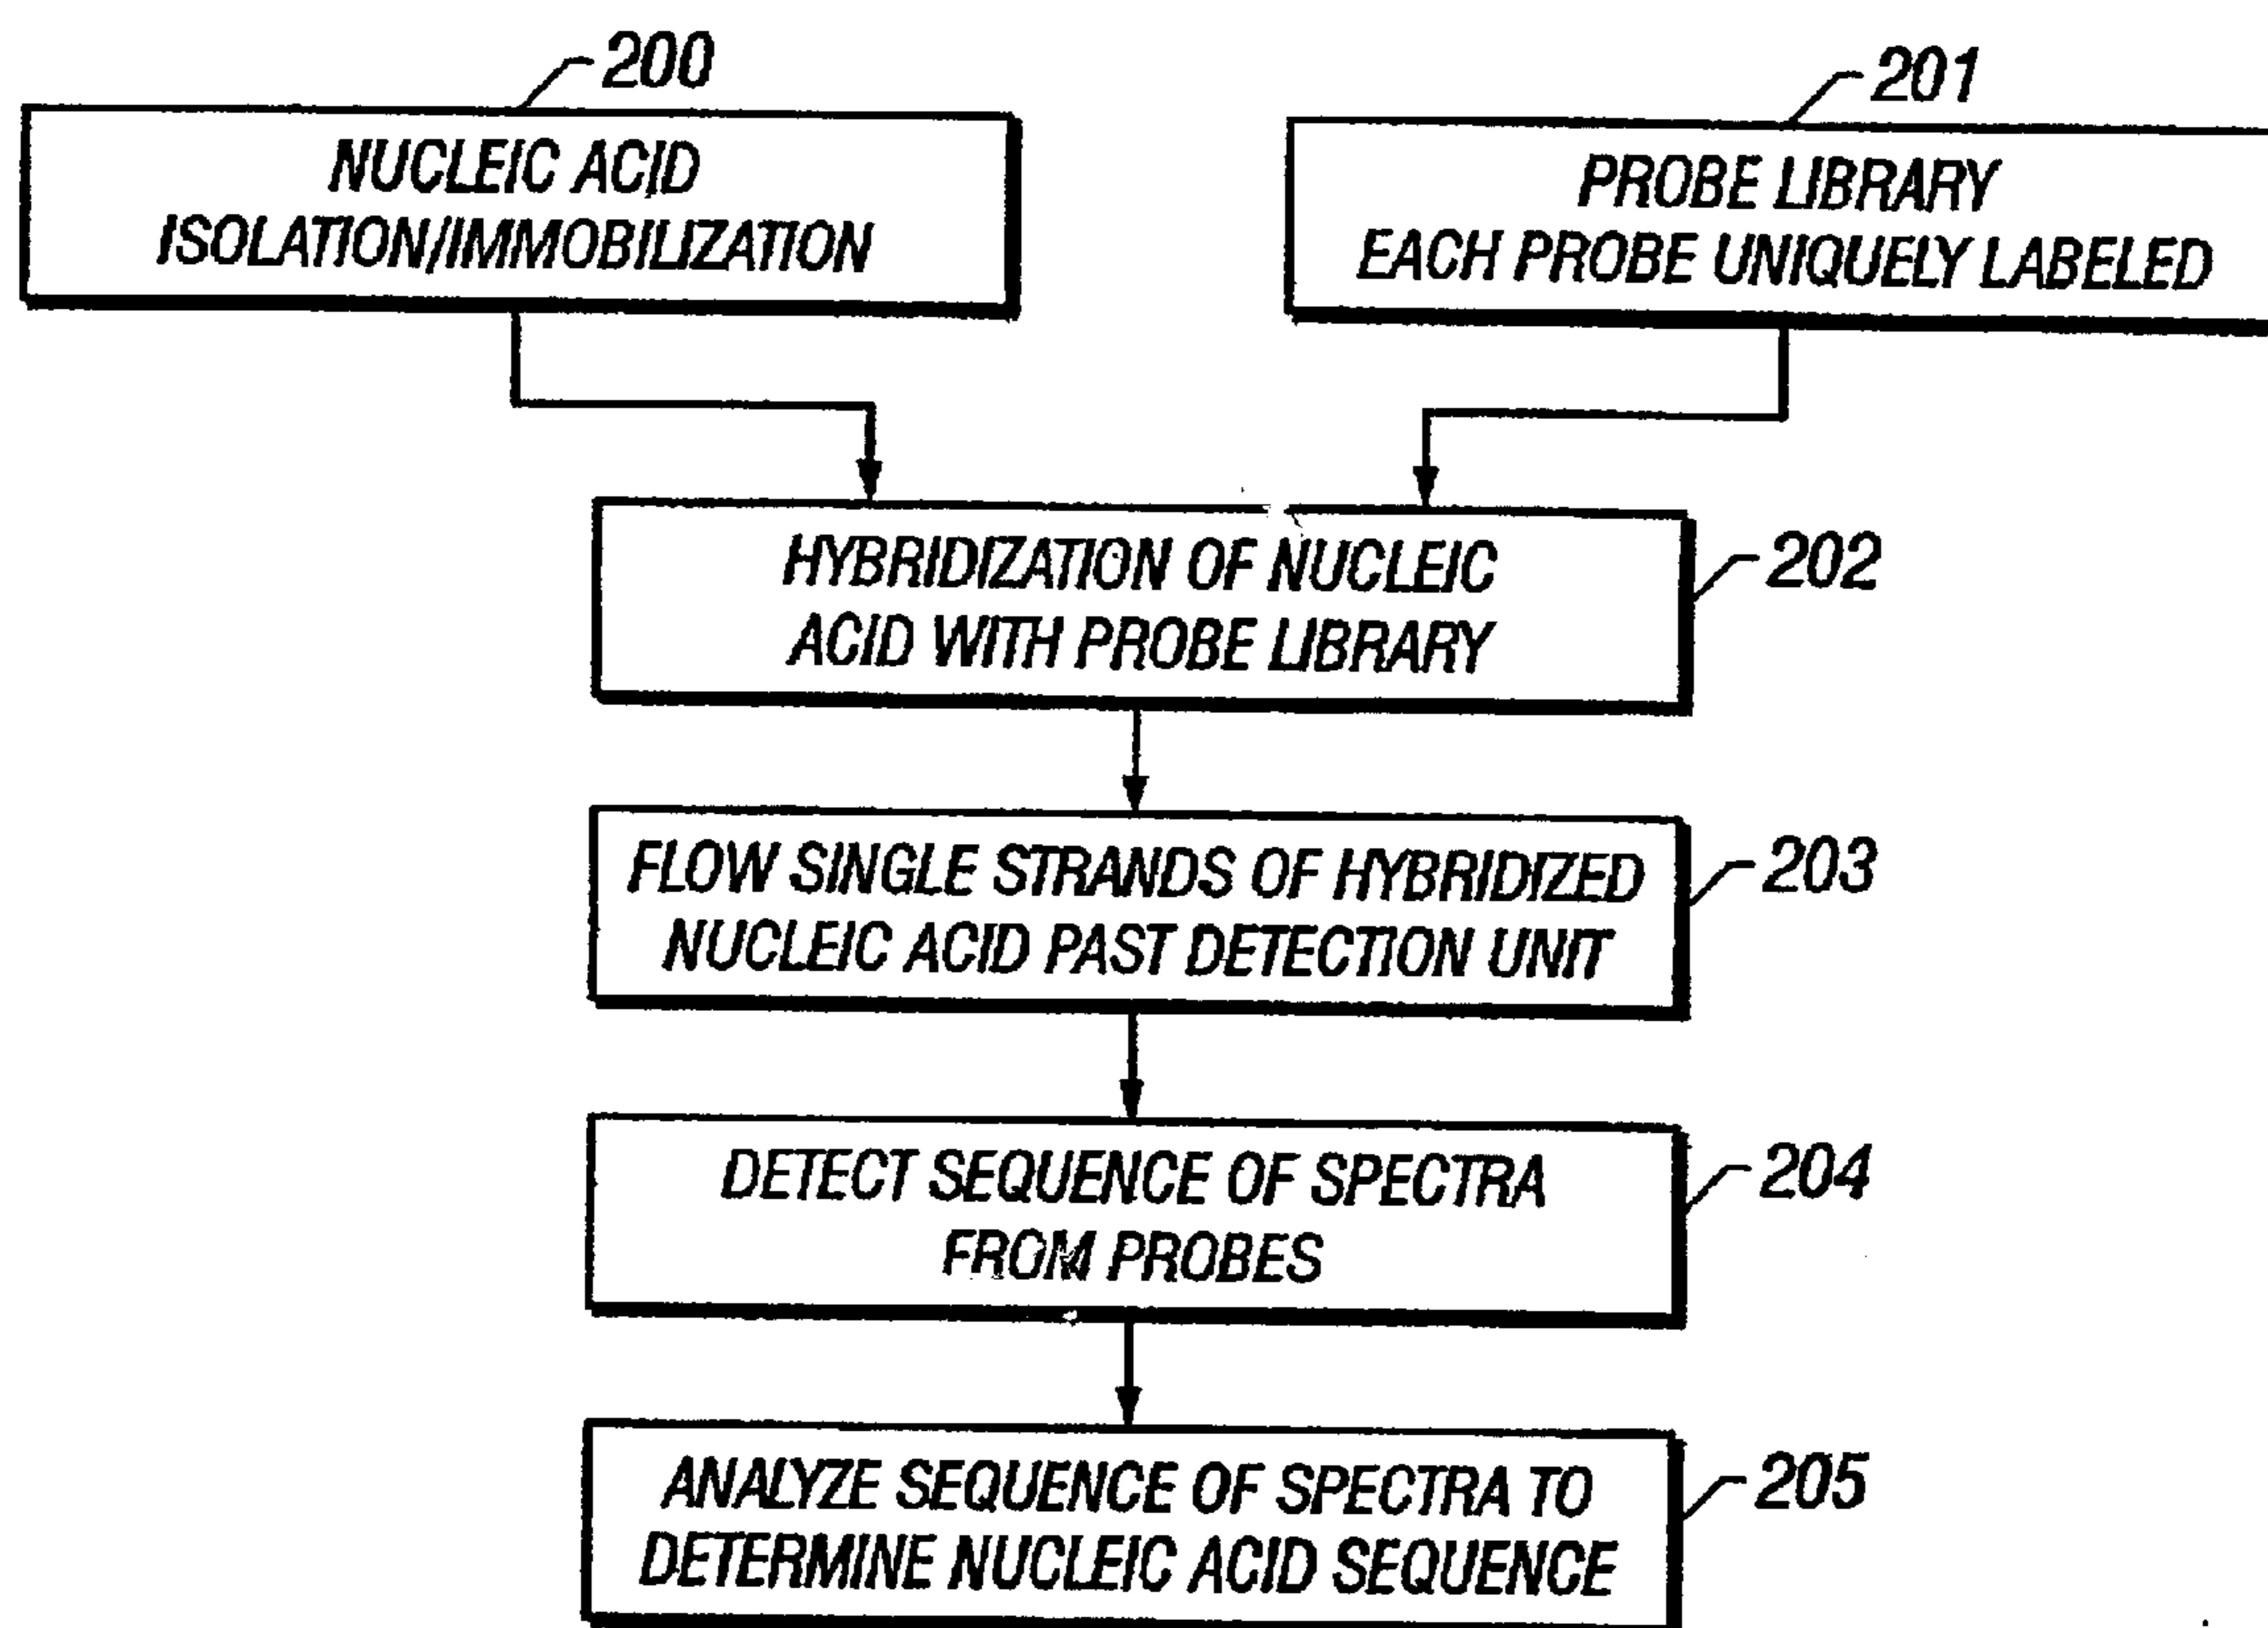 200
NUCLEIC ACID
ISOLATION/IMMOBILIZATION
201
PROBE LIBRARY
EACH PROBE UNIQUELY LABELED
HYBRIDIZATION OF NUCLEIC
ACID WITH PROBE LIBRARY
202
FLOW SINGLE STRANDS OF HYBRIDIZED
NUCLEIC ACID PAST DETECTION UNIT
203
DETECT SEQUENCE OF SPECTRA
FROM PROBES
204
ANALYZE SEQUENCE OF SPECTRA TO
DETERMINE NUCLEIC ACID SEQUENCE
205